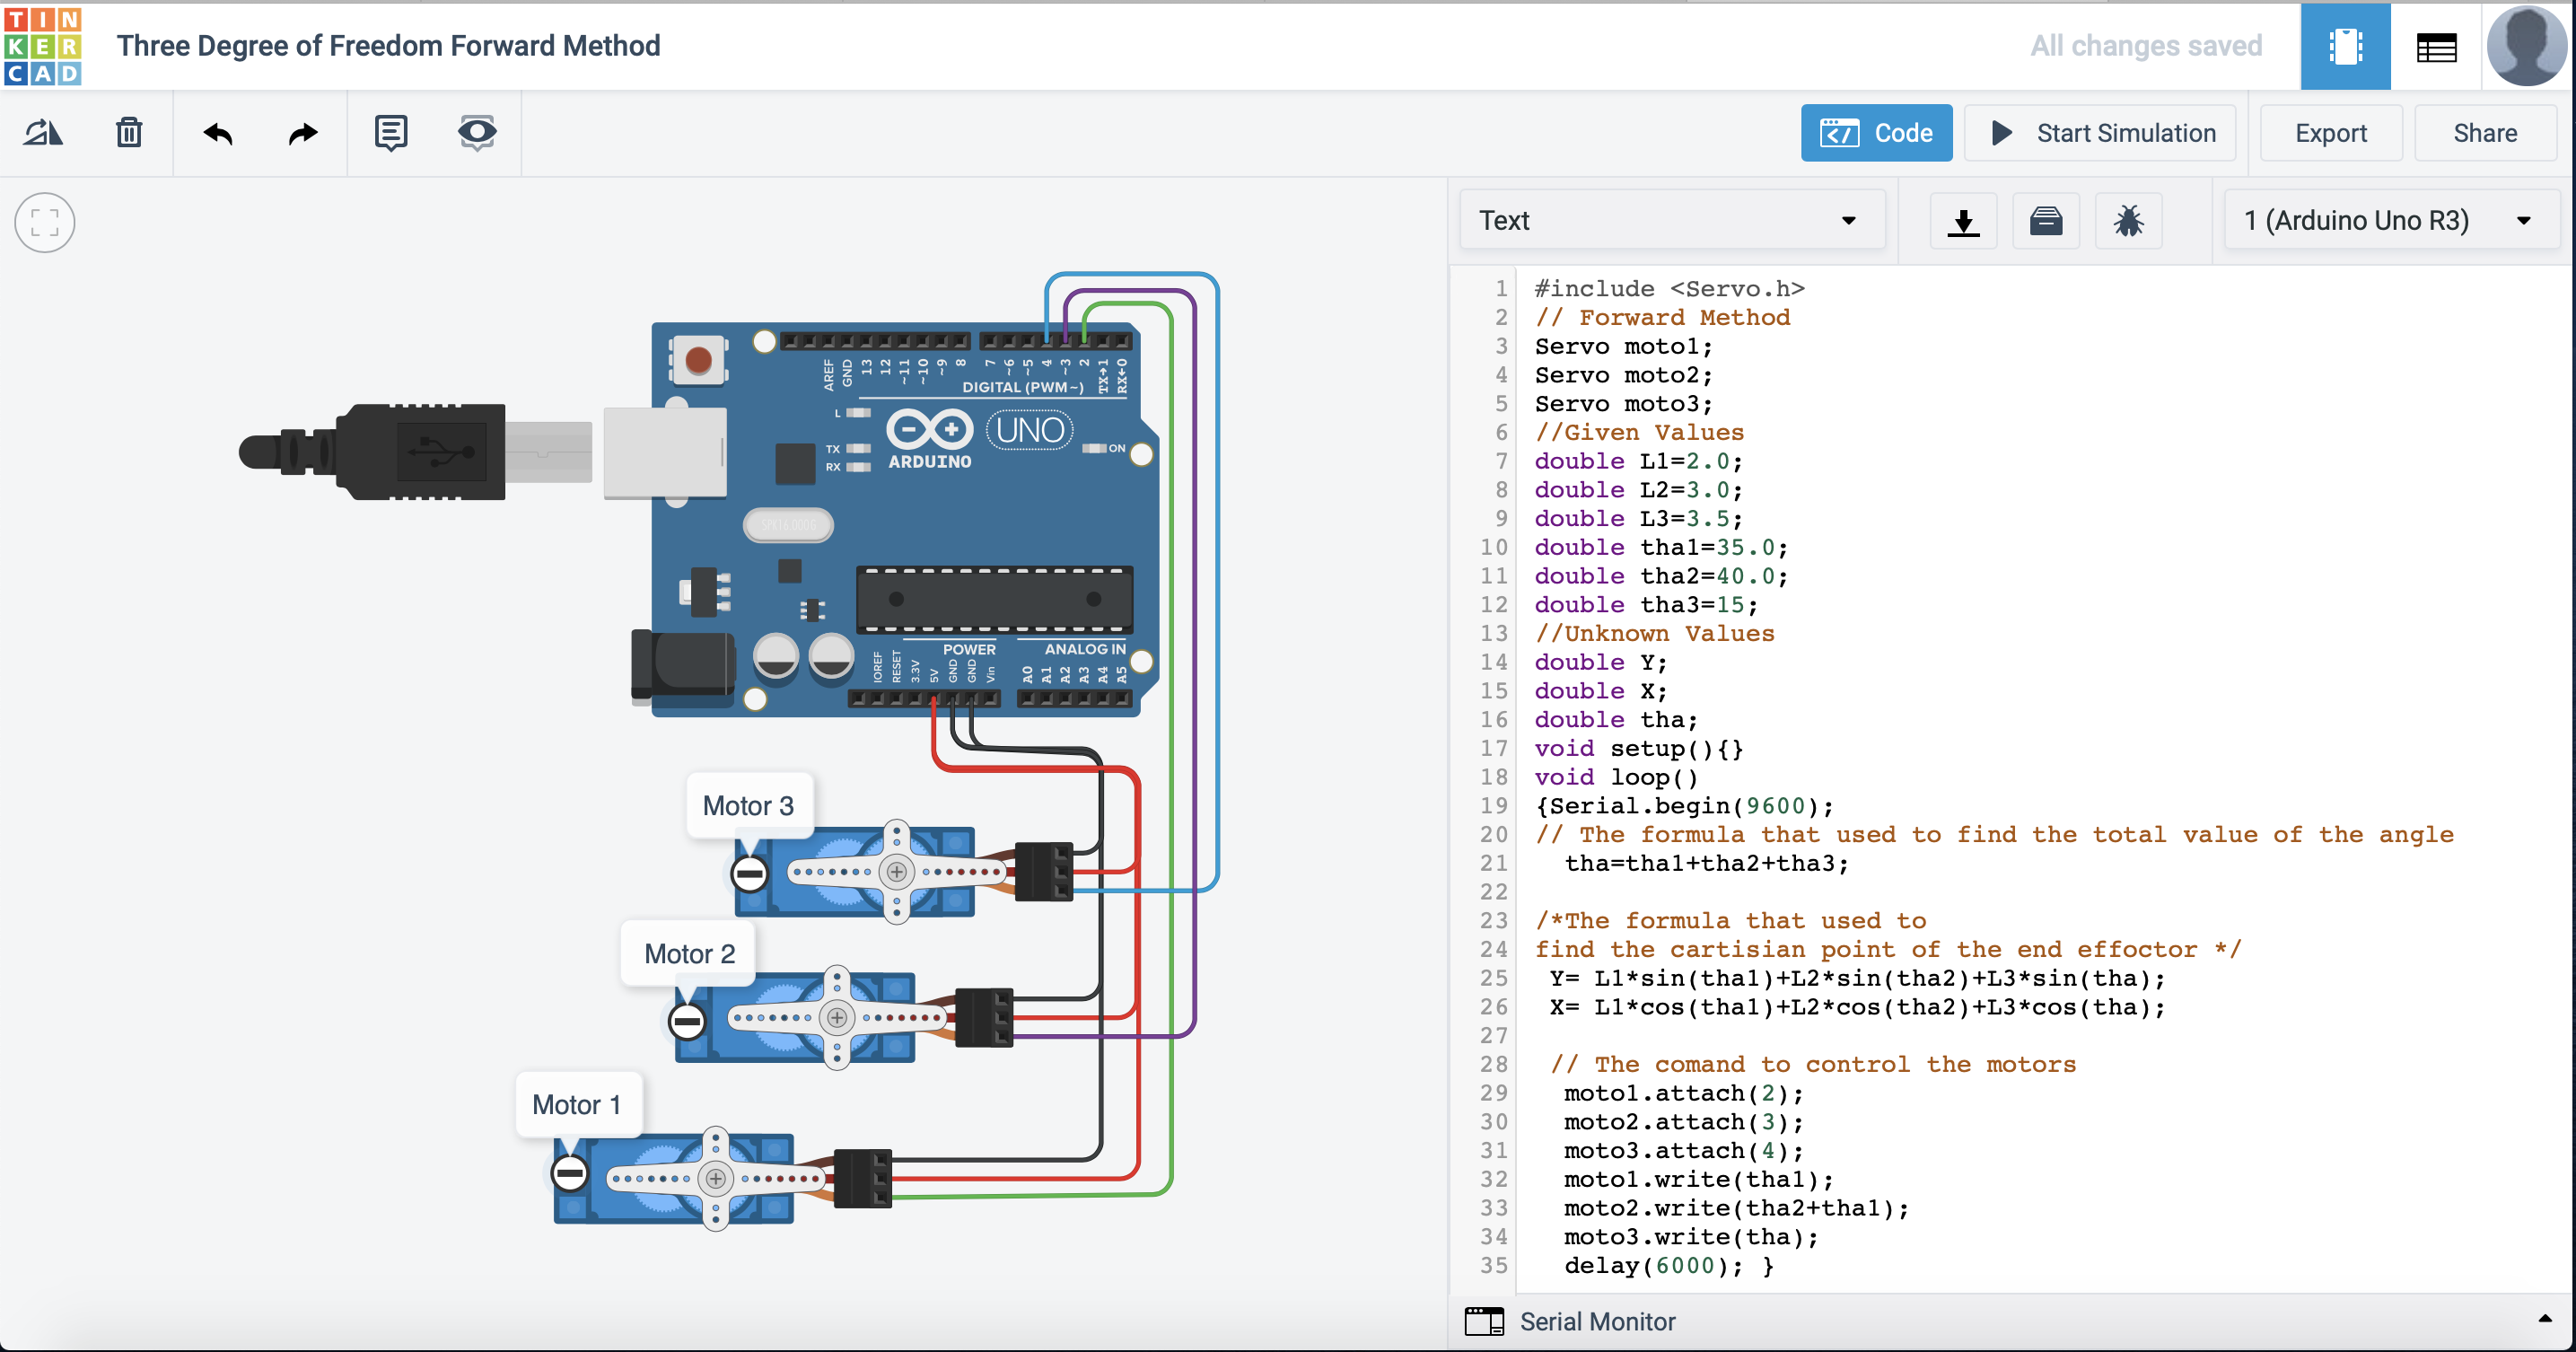 TIN
KER
CAD
Three Degree of Freedom Forward Method
All changes saved
Code
Start Simulation
Export
Share
Text
1 (Arduino Uno R3)
AREF
GND
13
12
~11
~10
~9
8
7
~6
~5
4
~3
2
TX→1
RX←0
DIGITAL (PWM~)
L
TX
RX
ARDUINO
UNO
ON
SPK16.000G
POWER
ANALOG IN
IOREF
RESET
3.3V
5V
GND
GND
Vin
A0
A1
A2
A3
A4
A5
Motor 3
Motor 2
Motor 1
1 #include <Servo.h>
2 // Forward Method
3 Servo moto1;
4 Servo moto2;
5 Servo moto3;
6 //Given Values
7 double L1=2.0;
8 double L2=3.0;
9 double L3=3.5;
10 double tha1=35.0;
11 double tha2=40.0;
12 double tha3=15;
13 //Unknown Values
14 double Y;
15 double X;
16 double tha;
17 void setup(){}
18 void loop()
19 {Serial.begin(9600);
20 // The formula that used to find the total value of the angle
21 tha=tha1+tha2+tha3;
22
23 /*The formula that used to
24 find the cartisian point of the end effoctor */
25 Y= L1*sin(tha1)+L2*sin(tha2)+L3*sin(tha);
26 X= L1*cos(tha1)+L2*cos(tha2)+L3*cos(tha);
27
28 // The comand to control the motors
29 moto1.attach(2);
30 moto2.attach(3);
31 moto3.attach(4);
32 moto1.write(tha1);
33 moto2.write(tha2+tha1);
34 moto3.write(tha);
35 delay(6000); }
Serial Monitor